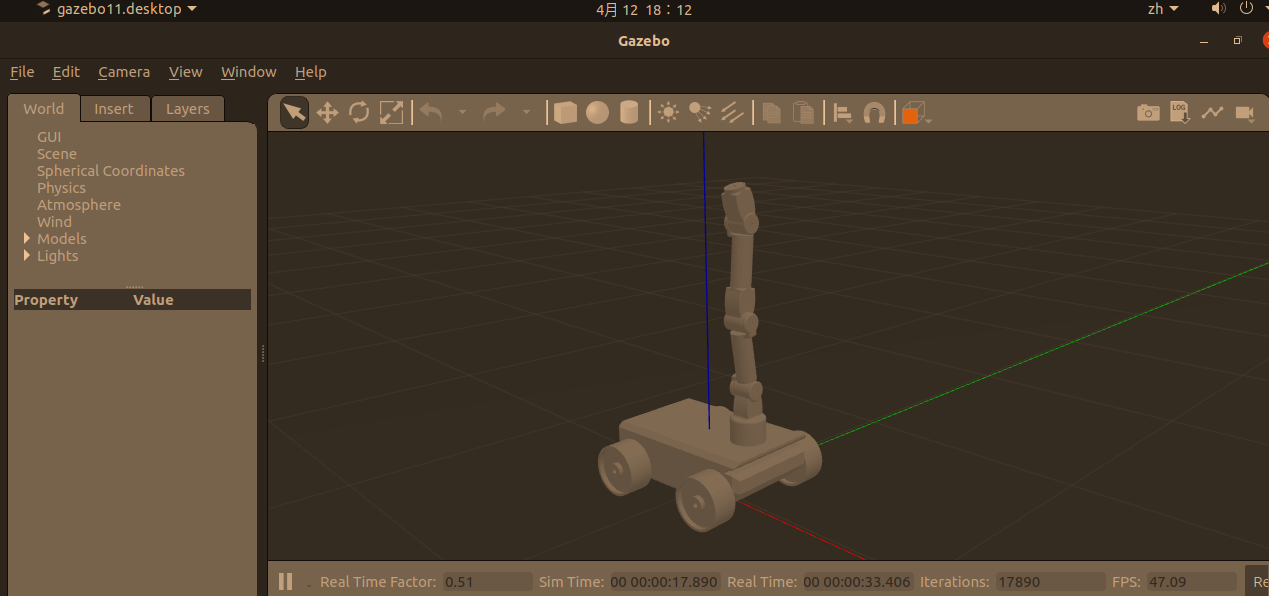 gazebo11.desktop 4月 12 18：12 zh
Gazebo
File Edit Camera View Window Help
World Insert Layers
LOG
GUI
Scene
Spherical Coordinates
Physics
Atmosphere
Wind
Models
Lights
Property Value
Real Time Factor: 0.51 Sim Time: 00 00:00:17.890 Real Time: 00 00:00:33.406 Iterations: 17890 FPS: 47.09 Re